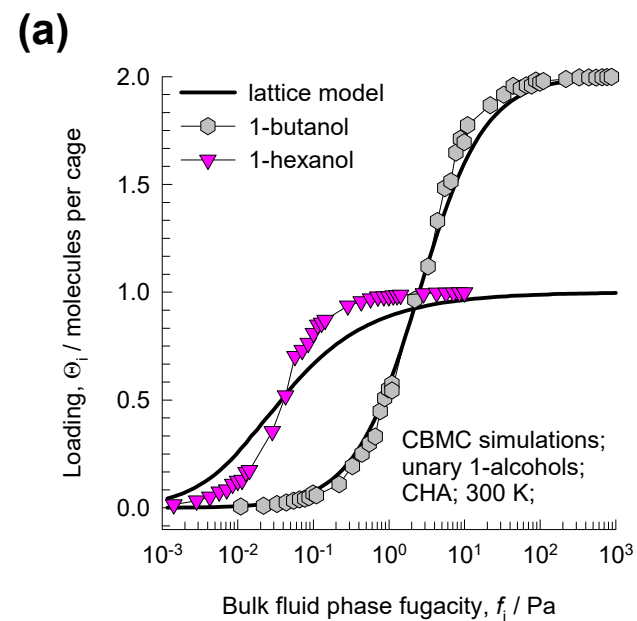 (a)
2.0
1.5
1.0
0.5
0.0
Loading, Θi / molecules per cage
lattice model
1-butanol
1-hexanol
CBMC simulations;
unary 1-alcohols;
CHA; 300 K;
10-3 10-2 10-1 100 101 102 103
Bulk fluid phase fugacity, fi / Pa